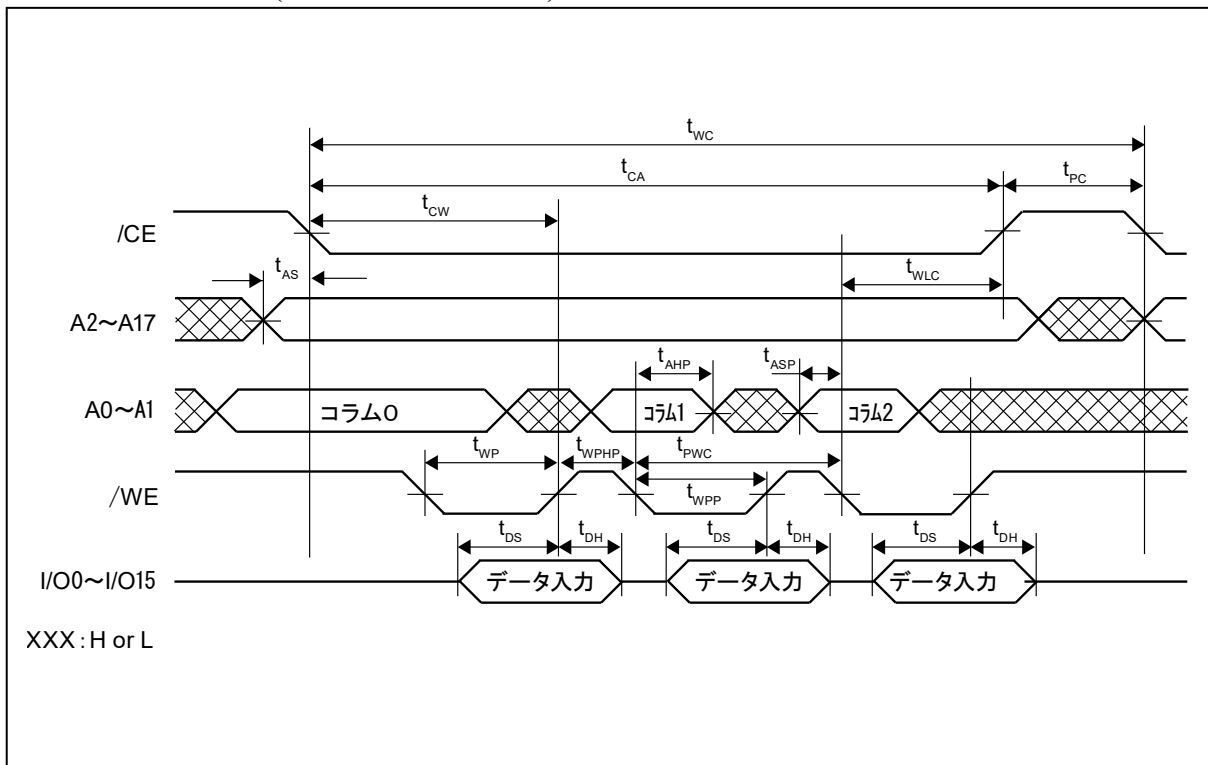 tWC
tCA
tPC
tCW
/CE
tAS
tWLC
A2～A17
tAHP
tASP
A0～A1
コラム0
コラム1
コラム2
tWP
tWPHP
tPWC
/WE
tWPP
tDS
tDH
tDS
tDH
tDS
tDH
I/O0～I/O15
データ入力
データ入力
データ入力
XXX : H or L